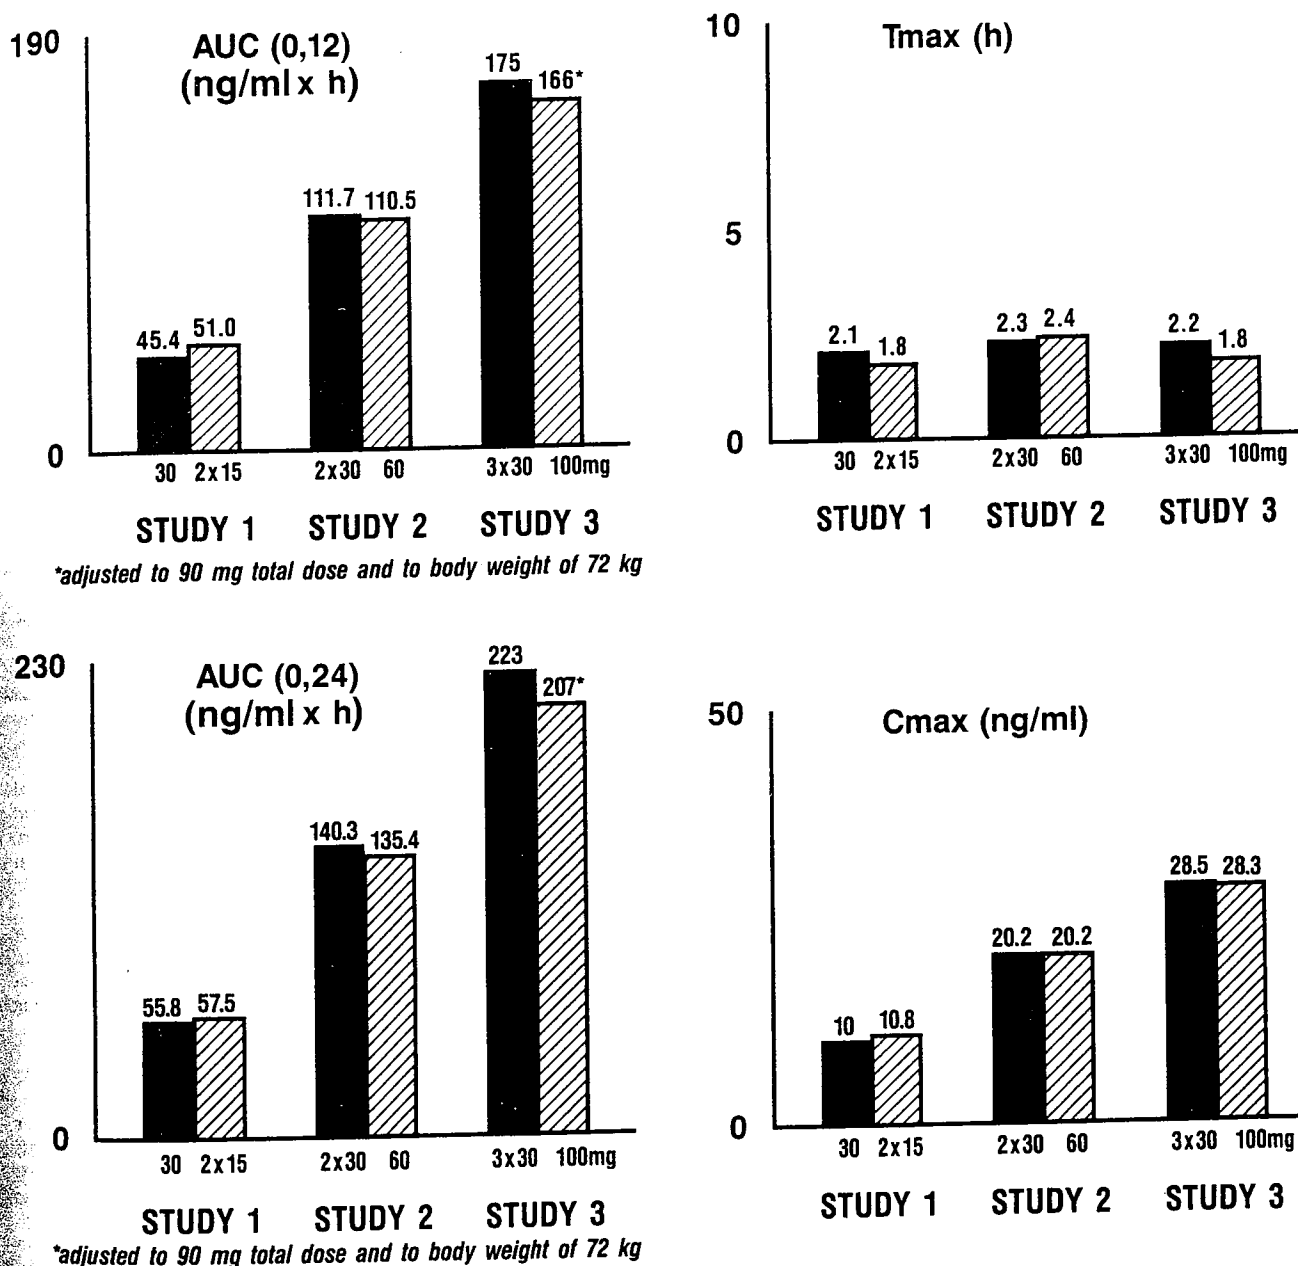 190
AUC (0,12)
(ng/ml x h)
175
166*
111.7 110.5
45.4 51.0
0
30 2x15 2x30 60 3x30 100mg
STUDY 1 STUDY 2 STUDY 3
*adjusted to 90 mg total dose and to body weight of 72 kg
10
Tmax (h)
5
2.1 1.8 2.3 2.4 2.2 1.8
0
30 2x15 2x30 60 3x30 100mg
STUDY 1 STUDY 2 STUDY 3
230
AUC (0,24)
(ng/ml x h)
223
207*
140.3 135.4
55.8 57.5
0
30 2x15 2x30 60 3x30 100mg
STUDY 1 STUDY 2 STUDY 3
*adjusted to 90 mg total dose and to body weight of 72 kg
50
Cmax (ng/ml)
28.5 28.3
20.2 20.2
10 10.8
0
30 2x15 2x30 60 3x30 100mg
STUDY 1 STUDY 2 STUDY 3